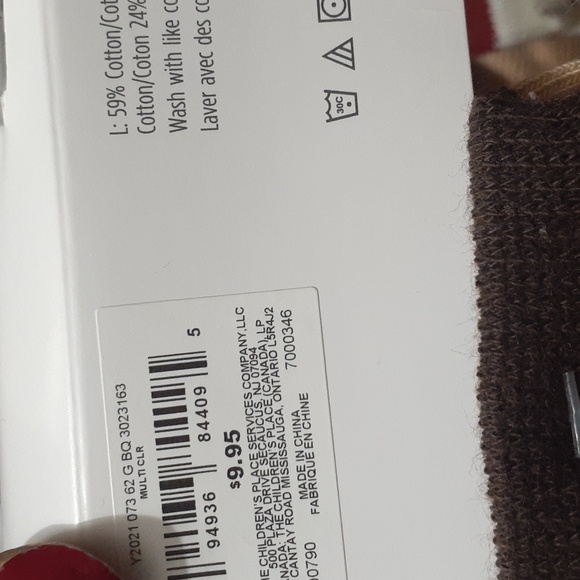 L: 59% Cotton/Cot
Cotton/Coton 24%
Wash with like co
Laver avec des co
30C
Y2021 073 62 G BQ 3023163
MULTI CLR
94936 84409 5
$9.95
THE CHILDREN'S PLACE SERVICES COMPANY,LLC
500 PLAZA DRIVE SECAUCUS, NJ 07094
CANADA: THE CHILDREN'S PLACE (CANADA), LP
CANTAY ROAD MISSISSAUGA, ONTARIO L5R4J2
MADE IN CHINA 7000346
00790 FABRIQUE EN CHINE